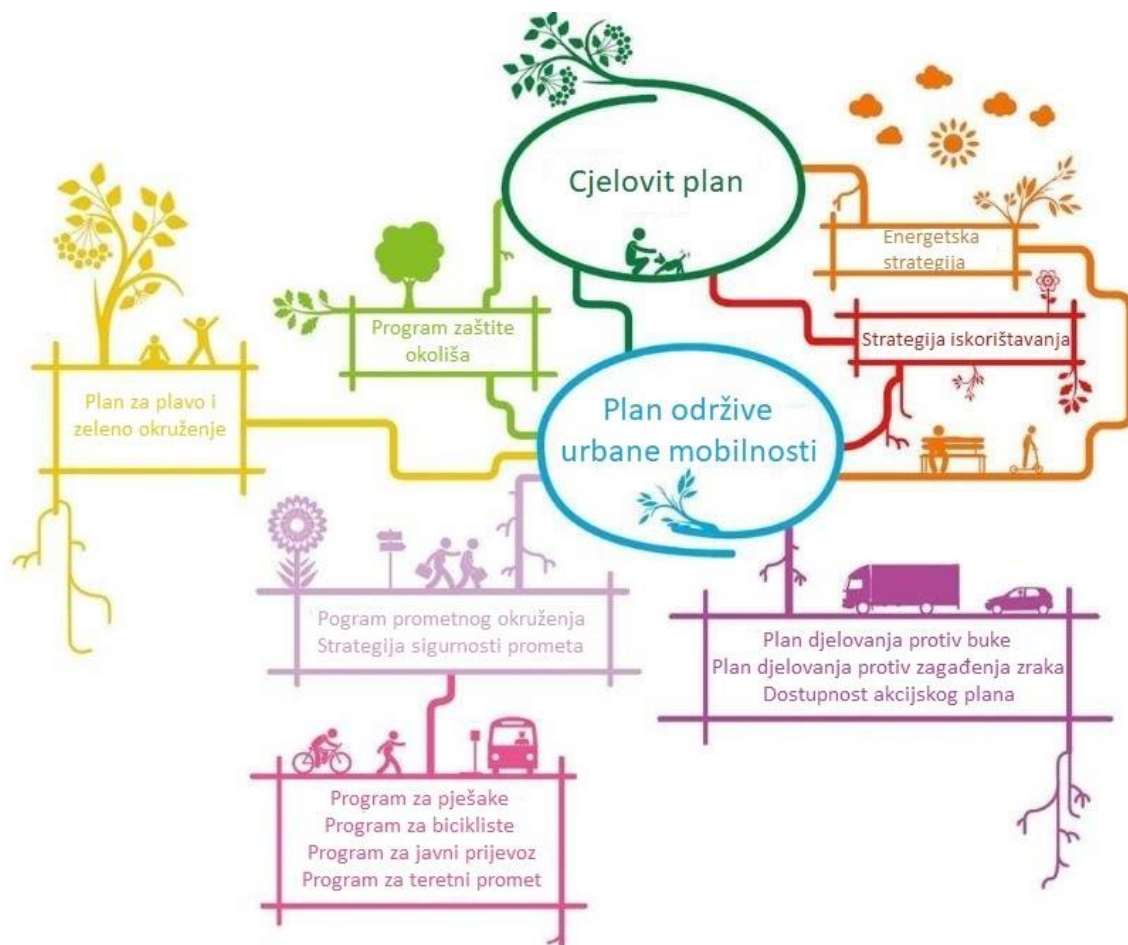 Cjelovit plan
Energetska
strategija
Program zaštite
okoliša
Strategija iskorištavanja
Plan za plavo i
zeleno okruženje
Plan održive
urbane mobilnosti
Pogram prometnog okruženja
Strategija sigurnosti prometa
Plan djelovanja protiv buke
Plan djelovanja protiv zagađenja zraka
Dostupnost akcijskog plana
Program za pješake
Program za bicikliste
Program za javni prijevoz
Program za teretni promet